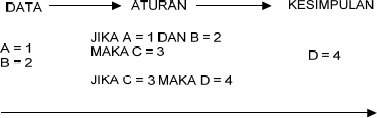 DATA ATURAN KESIMPULAN
JIKA A = 1 DAN B = 2
MAKA C = 3
A = 1
B = 2
D = 4
JIKA C = 3 MAKA D = 4